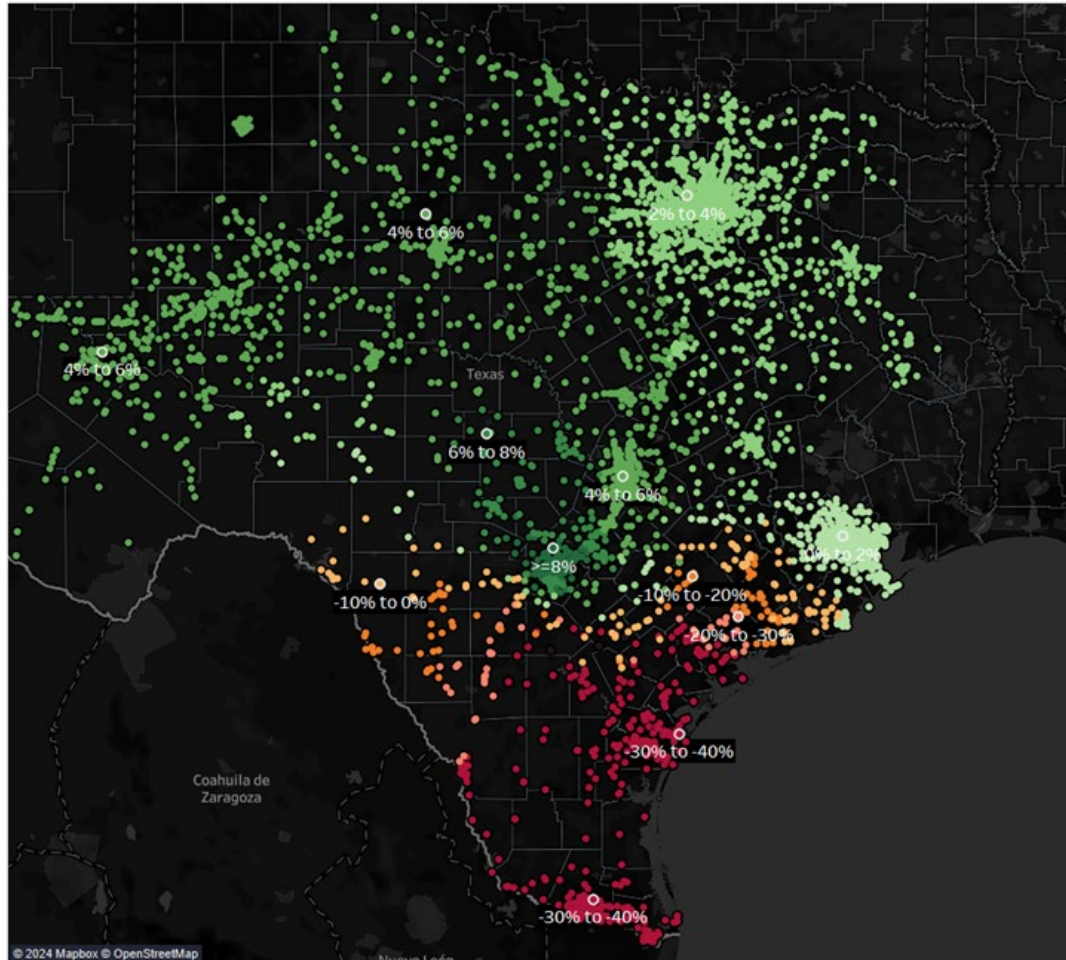 2% to 4%
4% to 6%
4% to 6%
Texas
6% to 8%
4% to 6%
0% to 2%
>=8%
-10% to 0%
-10% to -20%
-20% to -30%
-30% to -40%
Coahuila de
Zaragoza
-30% to -40%
© 2024 Mapbox © OpenStreetMap
Nuevo León